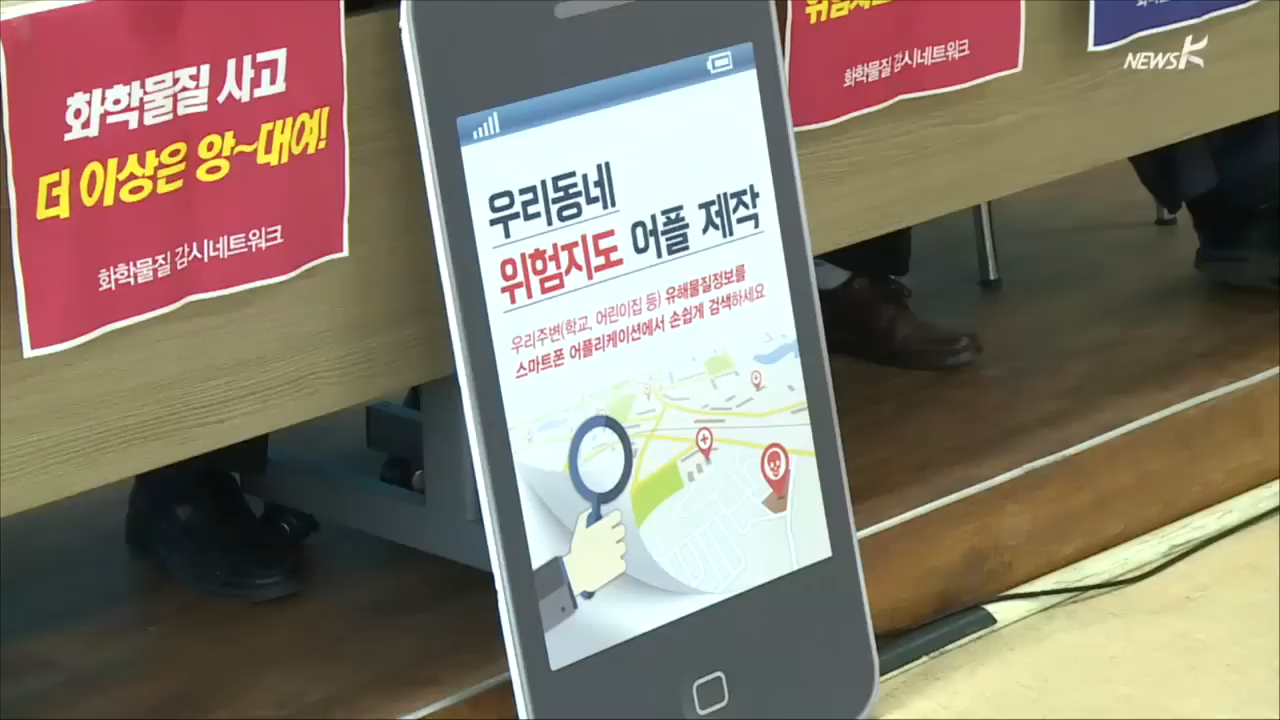 화학물질 사고
더 이상은 앙~대여!
화학물질 감시네트워크
우리동네
위험지도 어플 제작
우리주변(학교, 어린이집 등) 유해물질정보를
스마트폰 어플리케이션에서 손쉽게 검색하세요
화학물질 감시네트워크
NEWS K